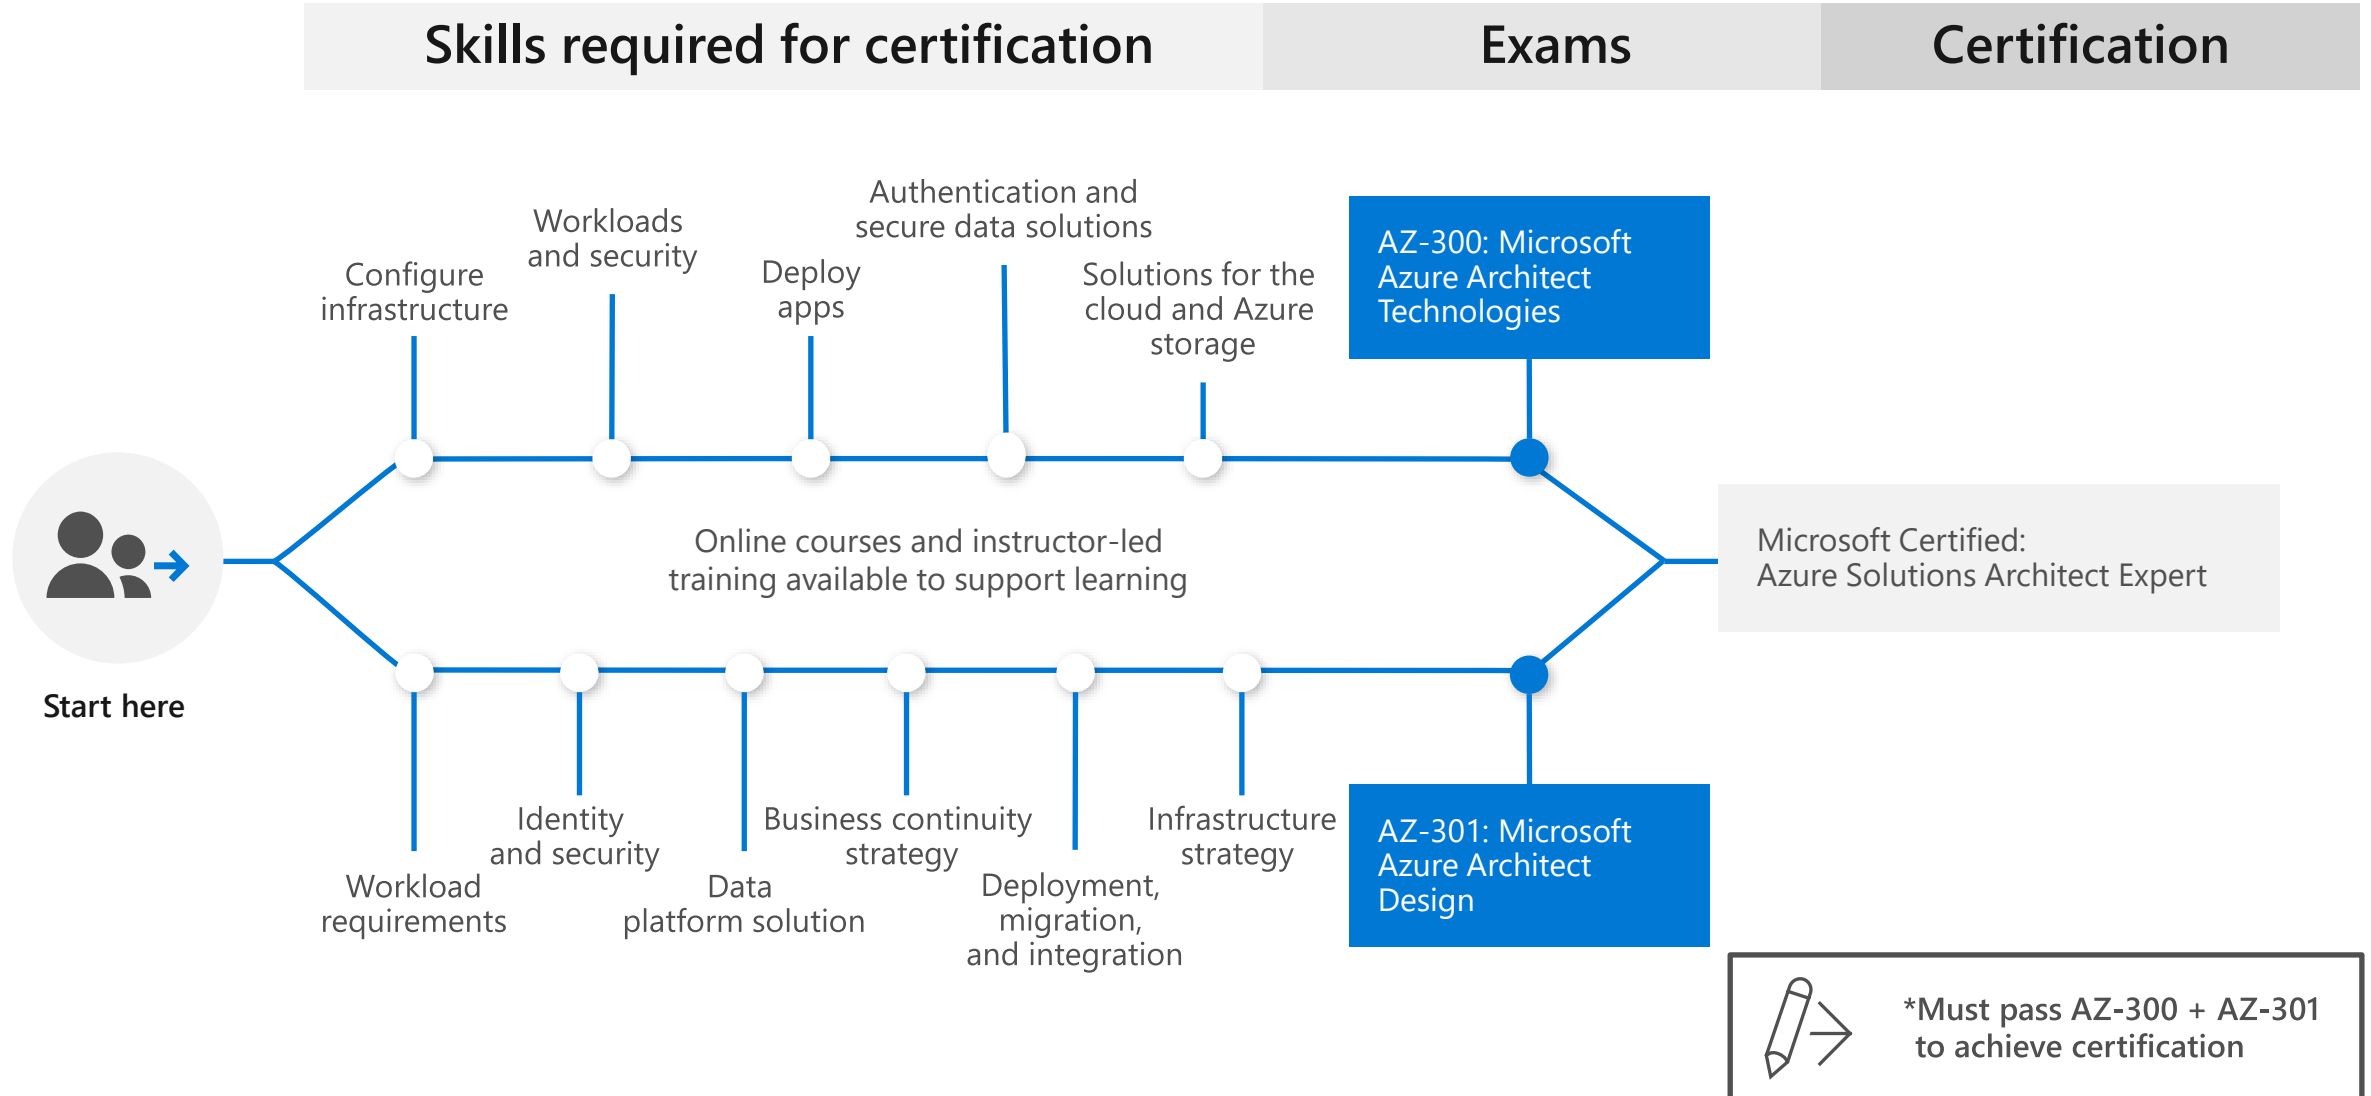 Skills required for certification
Exams
Certification
Configure
infrastructure
Workloads
and security
Deploy
apps
Authentication and
secure data solutions
Solutions for the
cloud and Azure
storage
AZ-300: Microsoft
Azure Architect
Technologies
Start here
Online courses and instructor-led
training available to support learning
Microsoft Certified:
Azure Solutions Architect Expert
Workload
requirements
Identity
and security
Data
platform solution
Business continuity
strategy
Deployment,
migration,
and integration
Infrastructure
strategy
AZ-301: Microsoft
Azure Architect
Design
*Must pass AZ-300 + AZ-301
to achieve certification